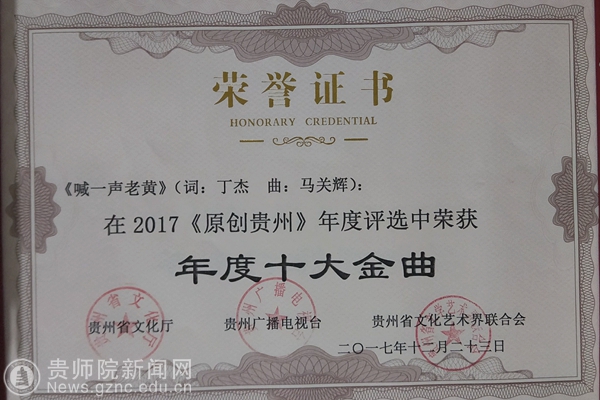 荣誉证书
HONORARY CREDENTIAL
《喊一声老黄》（词：丁杰 曲：马关辉）：
在2017《原创贵州》年度评选中荣获
年度十大金曲
贵州省文化厅 贵州广播电视台 贵州省文化艺术界联合会
二〇一七年十二月二十三日
贵师院新闻网
News.gznc.edu.cn